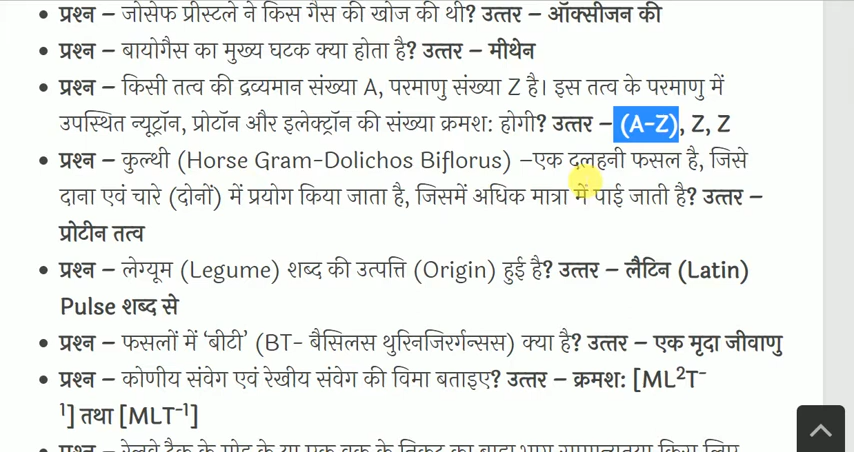 • प्रश्न – जोसेफ प्रीस्टले ने किस गैस की खोज की थी? उत्तर – ऑक्सीजन की
• प्रश्न – बायोगैस का मुख्य घटक क्या होता है? उत्तर – मीथेन
• प्रश्न – किसी तत्व की द्रव्यमान संख्या A, परमाणु संख्या Z है। इस तत्व के परमाणु में
उपस्थित न्यूट्रॉन, प्रोटॉन और इलेक्ट्रॉन की संख्या क्रमश: होगी? उत्तर – (A-Z), Z, Z
• प्रश्न – कुल्थी (Horse Gram-Dolichos Biflorus) –एक दलहनी फसल है, जिसे
दाना एवं चारे (दोनों) में प्रयोग किया जाता है, जिसमें अधिक मात्रा में पाई जाती है? उत्तर –
प्रोटीन तत्व
• प्रश्न – लेग्यूम (Legume) शब्द की उत्पत्ति (Origin) हुई है? उत्तर – लैटिन (Latin)
Pulse शब्द से
• प्रश्न – फसलों में ‘बीटी’ (BT- बैसिलस थुरिनजिरर्गन्सस) क्या है? उत्तर – एक मृदा जीवाणु
• प्रश्न – कोणीय संवेग एवं रेखीय संवेग की विमा बताइए? उत्तर – क्रमश: [ML²T⁻
¹] तथा [MLT⁻¹]